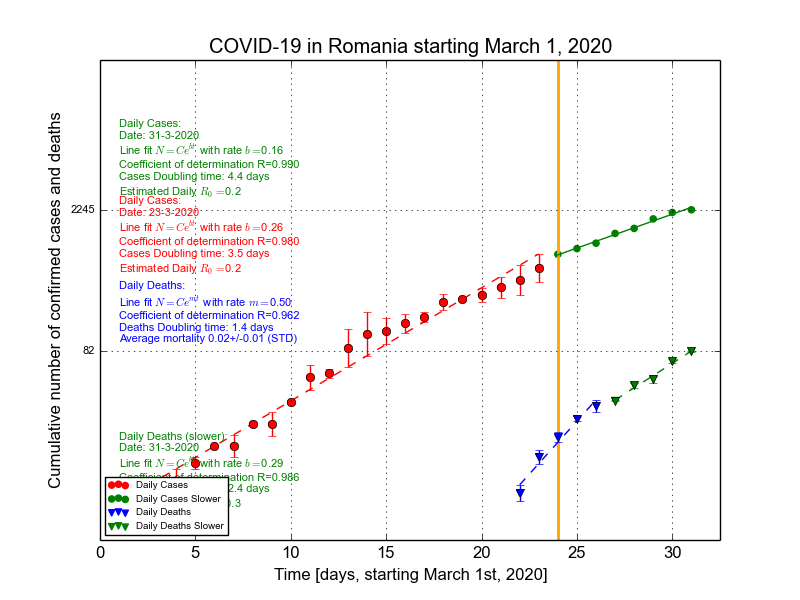 COVID-19 in Romania starting March 1, 2020
Cumulative number of confirmed cases and deaths
Daily Cases:
Date: 31-3-2020
Line fit N = Ce^{bt}: with rate b =0.16
Coefficient of determination R=0.990
Cases Doubling time: 4.4 days
Estimated Daily R_0 =0.2
2245
Daily Cases:
Date: 23-3-2020
Line fit N = Ce^{bt}: with rate b =0.26
Coefficient of determination R=0.980
Cases Doubling time: 3.5 days
Estimated Daily R_0 =0.2
Daily Deaths:
Line fit N = Ce^{mt} with rate m =0.50
Coefficient of determination R=0.962
Deaths Doubling time: 1.4 days
Average mortality 0.02+/-0.01 (STD)
82
Daily Deaths (slower):
Date: 31-3-2020
Line fit N = Ce^{bt} with rate b =0.29
Coefficient of determination R=0.986
2.4 days
0.3
Daily Cases
Daily Cases Slower
Daily Deaths
Daily Deaths Slower
0 5 10 15 20 25 30
Time [days, starting March 1st, 2020]